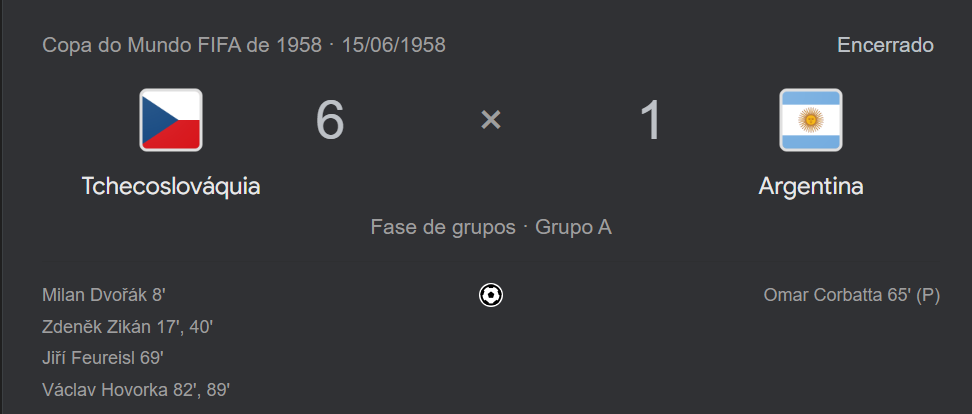 Copa do Mundo FIFA de 1958 · 15/06/1958 Encerrado
6 × 1
Tchecoslováquia Argentina
Fase de grupos · Grupo A
Milan Dvořák 8' Omar Corbatta 65' (P)
Zdeněk Zikán 17', 40'
Jiří Feureisl 69'
Václav Hovorka 82', 89'